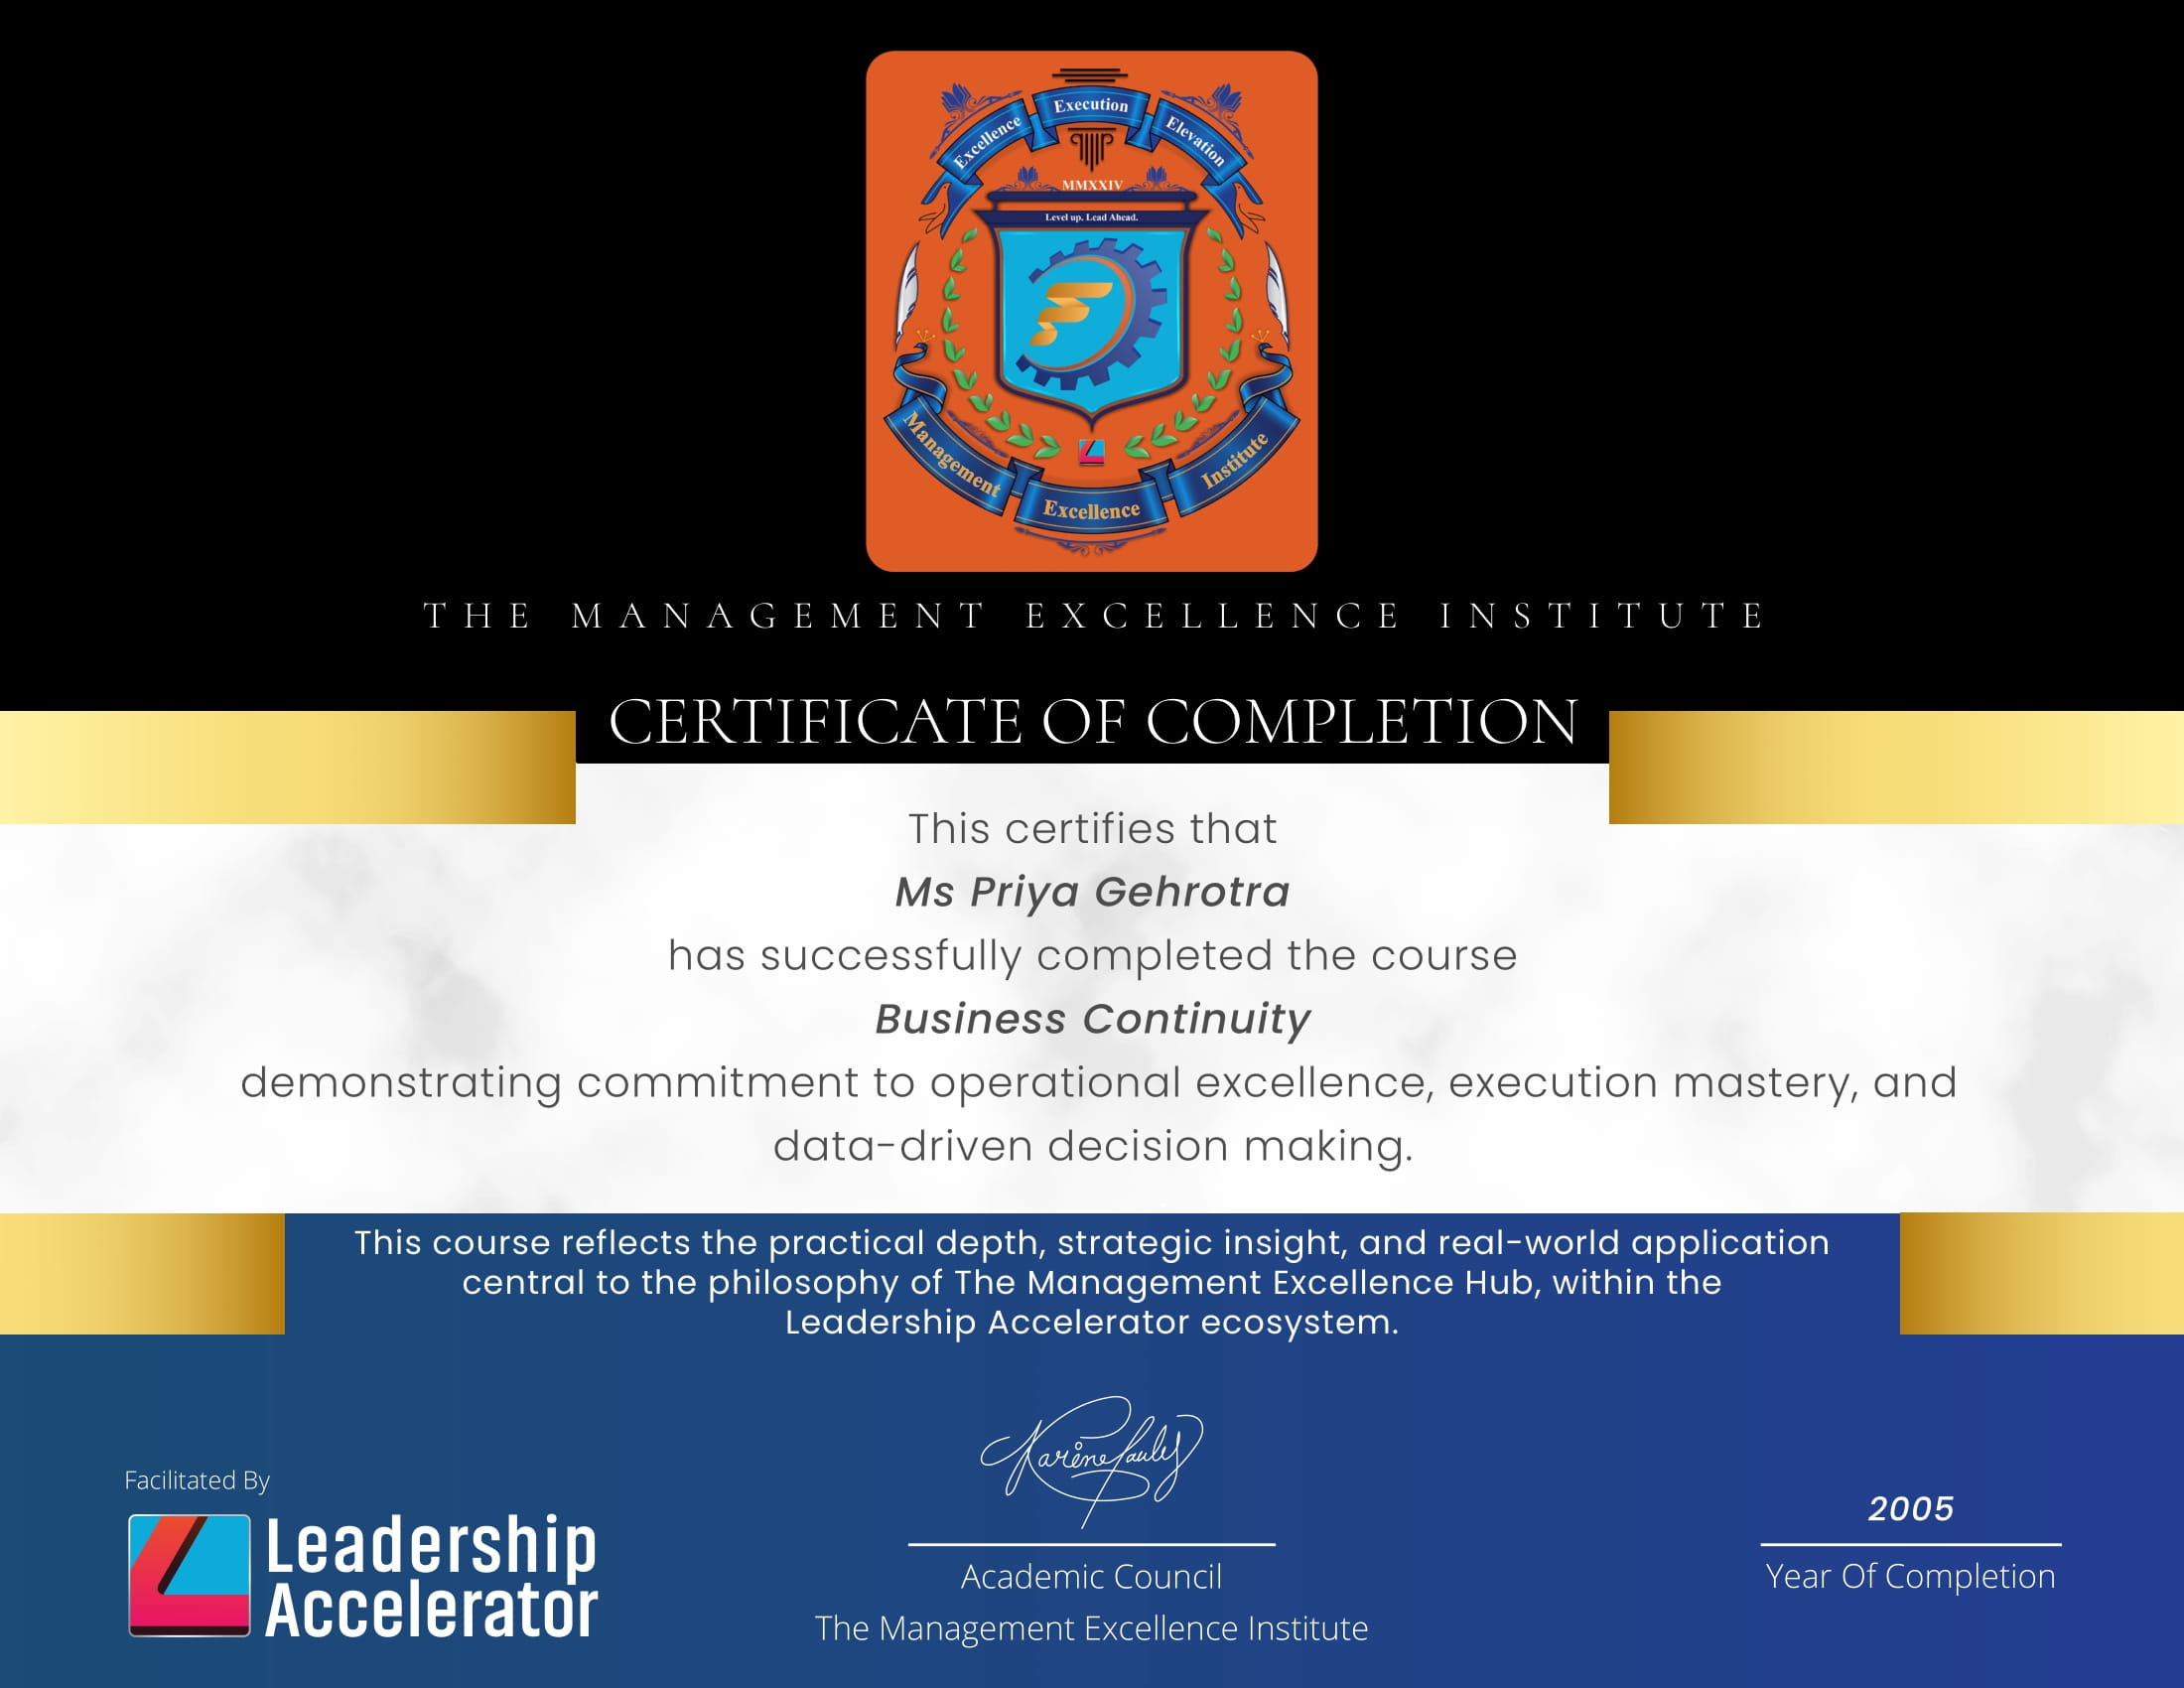 Excellence Execution Elevation
MMXXIV
Level up. Lead Ahead.
Management Excellence Institute
THE MANAGEMENT EXCELLENCE INSTITUTE
CERTIFICATE OF COMPLETION
This certifies that
Ms Priya Gehrotra
has successfully completed the course
Business Continuity
demonstrating commitment to operational excellence, execution mastery, and
data-driven decision making.
This course reflects the practical depth, strategic insight, and real-world application
central to the philosophy of The Management Excellence Hub, within the
Leadership Accelerator ecosystem.
Facilitated By
Leadership
Accelerator
Academic Council
The Management Excellence Institute
2005
Year Of Completion